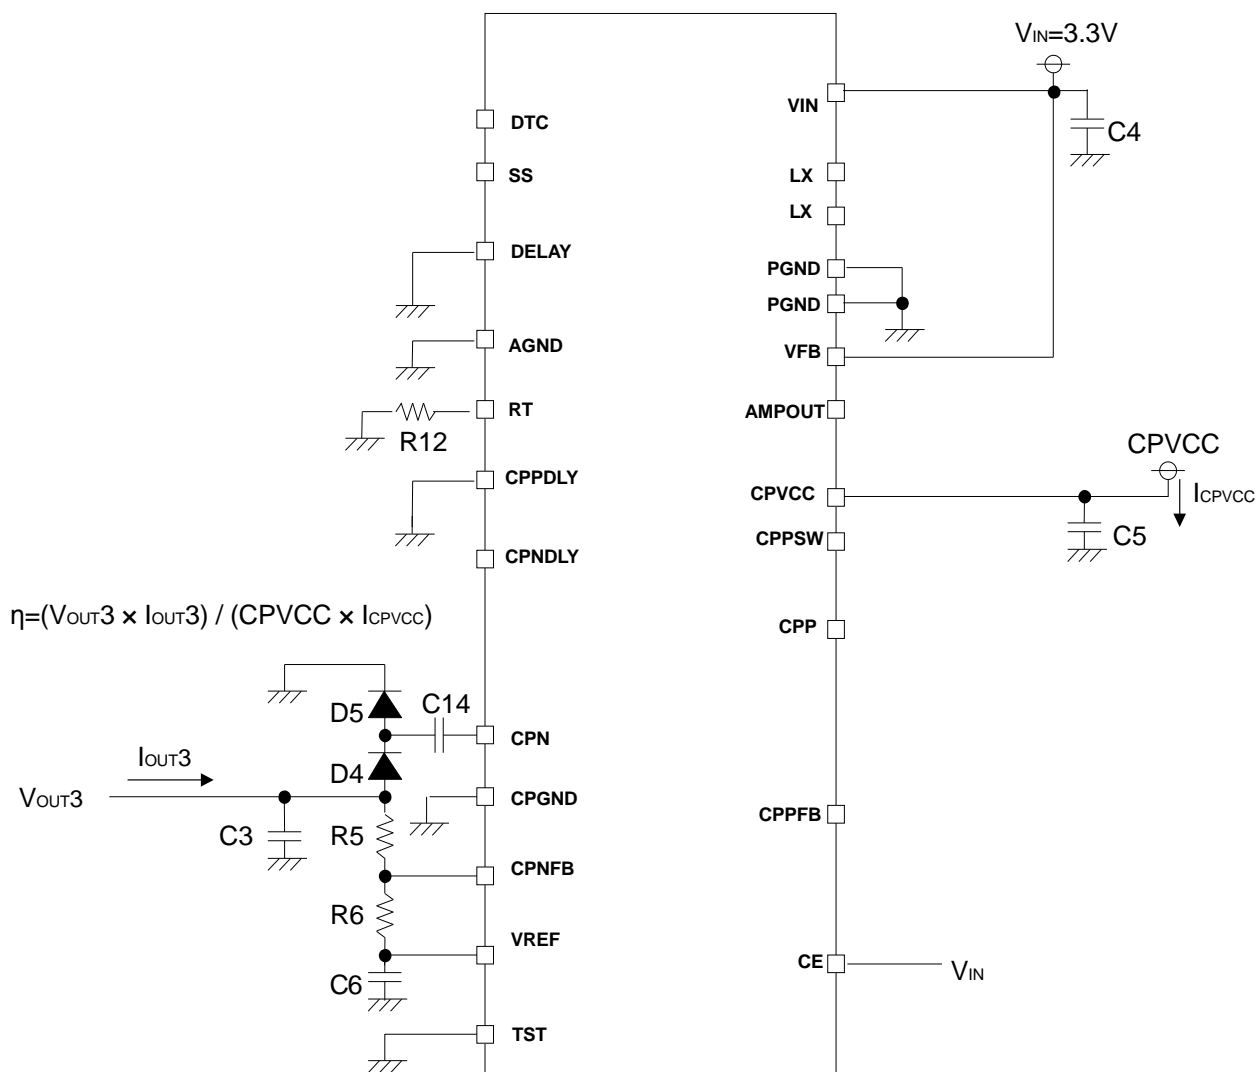 VIN=3.3V
VIN
C4
DTC
SS
LX
LX
DELAY
PGND
PGND
AGND
VFB
RT
R12
AMPOUT
CPVCC
CPPDLY
CPVCC
ICPVCC
C5
CPPSW
CPNDLY
η=(VOUT3 × IOUT3) / (CPVCC × ICPVCC)
CPP
D5
C14
CPN
IOUT3
D4
VOUT3
CPGND
C3
R5
CPPFB
CPNFB
R6
VREF
CE
VIN
C6
TST